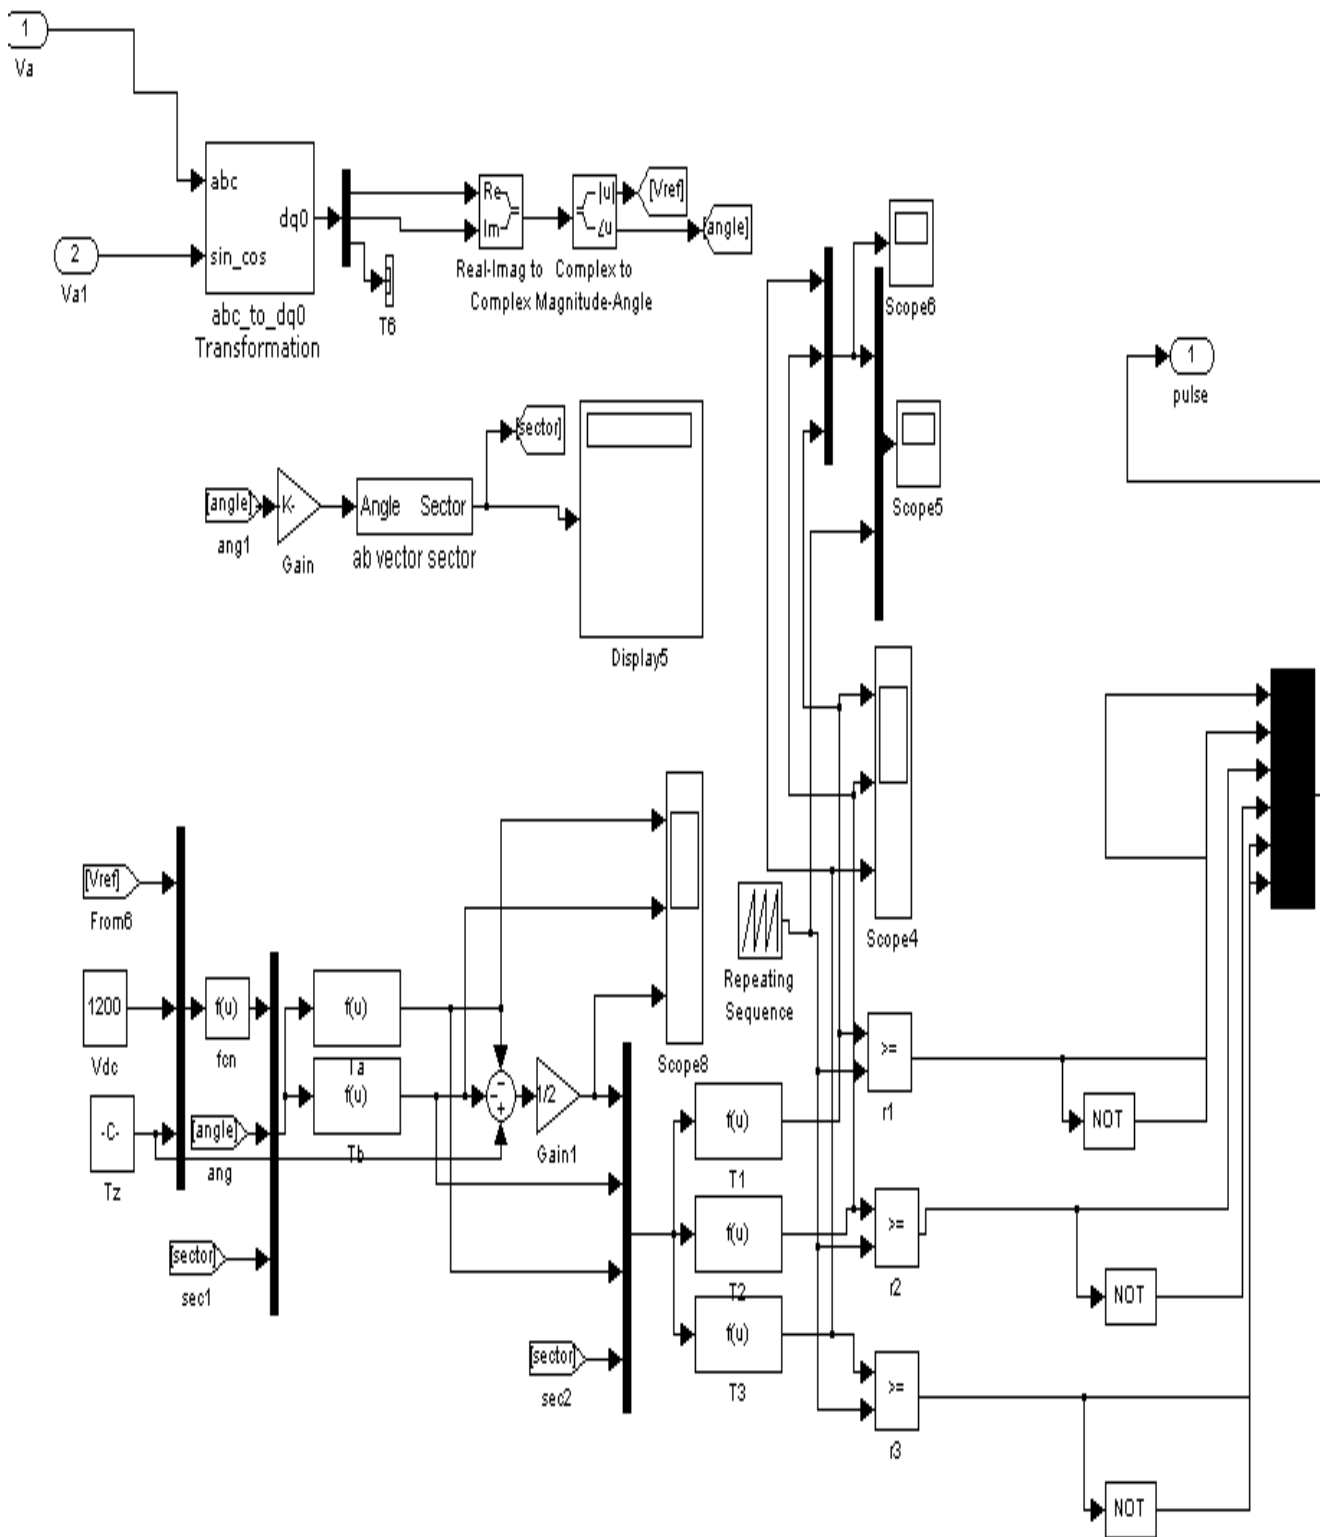 1
Va
abc
dq0
sin_cos
2
Va1
abc_to_dq0
Transformation
T6
Re
Im
Real-Imag to
Complex
|u|
∠u
Complex to
Magnitude-Angle
[Vref]
[angle]
Scope6
1
pulse
[sector]
[angle]
ang1
K-
Gain
Angle Sector
ab vector sector
Display5
Scope5
Scope4
[Vref]
From6
1200
Vdc
f(u)
fcn
f(u)
Ta
f(u)
Tb
-C-
Tz
[angle]
ang
[sector]
sec1
-
-
+
1/2
Gain1
Scope8
Repeating
Sequence
>=
r1
NOT
f(u)
T1
f(u)
T2
>=
r2
NOT
[sector]
sec2
f(u)
T3
>=
r3
NOT